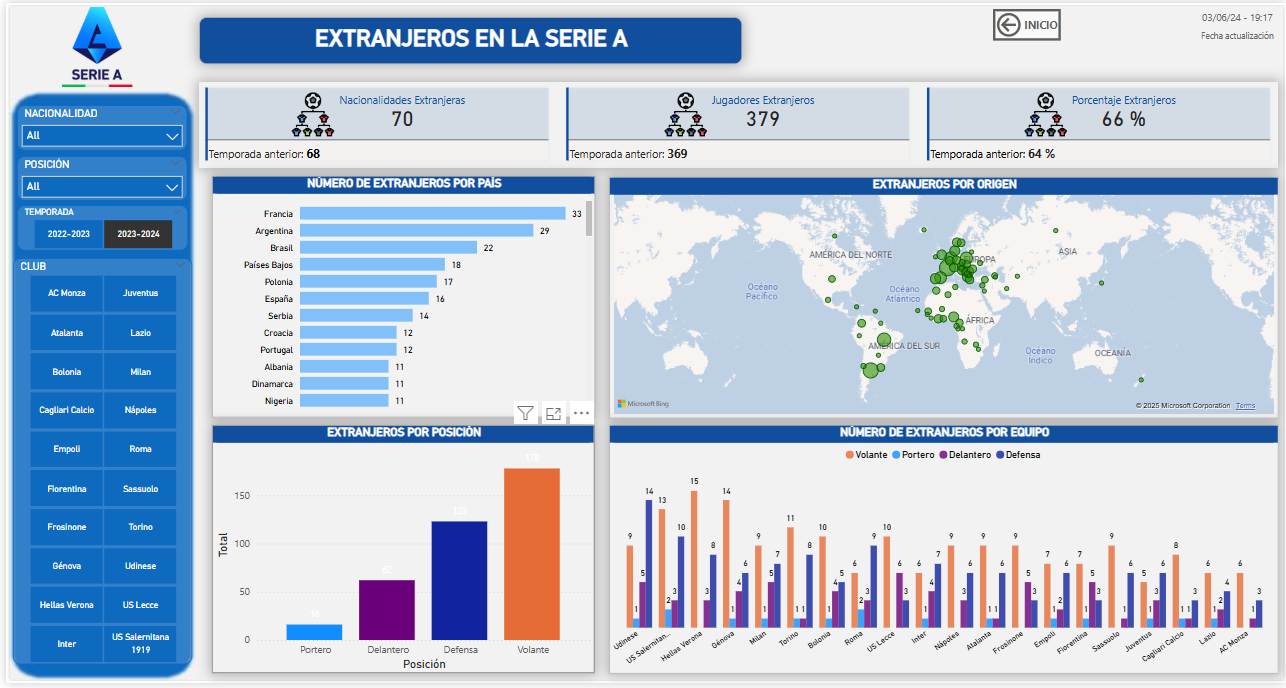 EXTRANJEROS EN LA SERIE A
INICIO
03/06/24 - 19:17
Fecha actualización
SERIE A
NACIONALIDAD
All
POSICIÓN
All
TEMPORADA
2022-2023
2023-2024
CLUB
AC Monza
Juventus
Atalanta
Lazio
Bolonia
Milan
Cagliari Calcio
Nápoles
Empoli
Roma
Fiorentina
Sassuolo
Frosinone
Torino
Génova
Udinese
Hellas Verona
US Lecce
Inter
US Salernitana
1919
Nacionalidades Extranjeras
70
Temporada anterior: 68
Jugadores Extranjeros
379
Temporada anterior: 369
Porcentaje Extranjeros
66 %
Temporada anterior: 64 %
NÚMERO DE EXTRANJEROS POR PAÍS
Francia 33
Argentina 29
Brasil 22
Países Bajos 18
Polonia 17
España 16
Serbia 14
Croacia 12
Portugal 12
Albania 11
Dinamarca 11
Nigeria 11
EXTRANJEROS POR ORIGEN
AMÉRICA DEL NORTE
ASIA
Océano
Pacífico
Océano
Atlántico
ÁFRICA
AMÉRICA DEL SUR
Océano
Índico
OCEANÍA
Microsoft Bing
© 2025 Microsoft Corporation Terms
EXTRANJEROS POR POSICIÓN
Total
150
100
50
0
62
123
178
Portero
Delantero
Defensa
Volante
Posición
NÚMERO DE EXTRANJEROS POR EQUIPO
Volante Portero Delantero Defensa
9 1 5 14
13 2 3 10
15 3 8
14 1 4 6
9 1 5 7
11 1 1 8
10 1 4 5
6 2 3 9
10 6 3
6 1 4 7
9 3 6
9 1 1 6
9 5 3
7 1 2 6
7 1 5 3
9 1 6
5 1 3 6
8 1 1 3
6 1 2 4
6 1 3
Udinese
US Salernitan...
Hellas Verona
Génova
Milan
Torino
Bolonia
Roma
US Lecce
Inter
Nápoles
Atalanta
Frosinone
Empoli
Fiorentina
Sassuolo
Juventus
Cagliari Calcio
Lazio
AC Monza